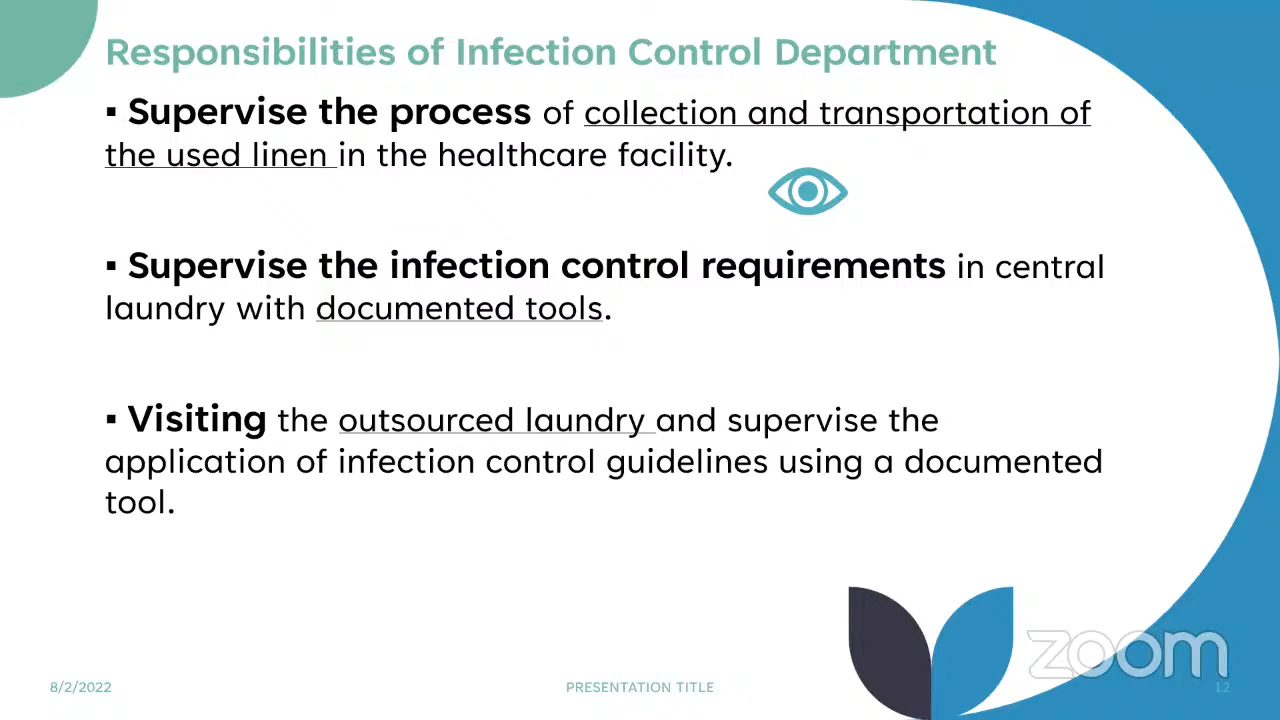 Responsibilities of Infection Control Department
▪ Supervise the process of collection and transportation of
the used linen in the healthcare facility.
▪ Supervise the infection control requirements in central
laundry with documented tools.
▪ Visiting the outsourced laundry and supervise the
application of infection control guidelines using a documented
tool.
zoom
8/2/2022
PRESENTATION TITLE
12